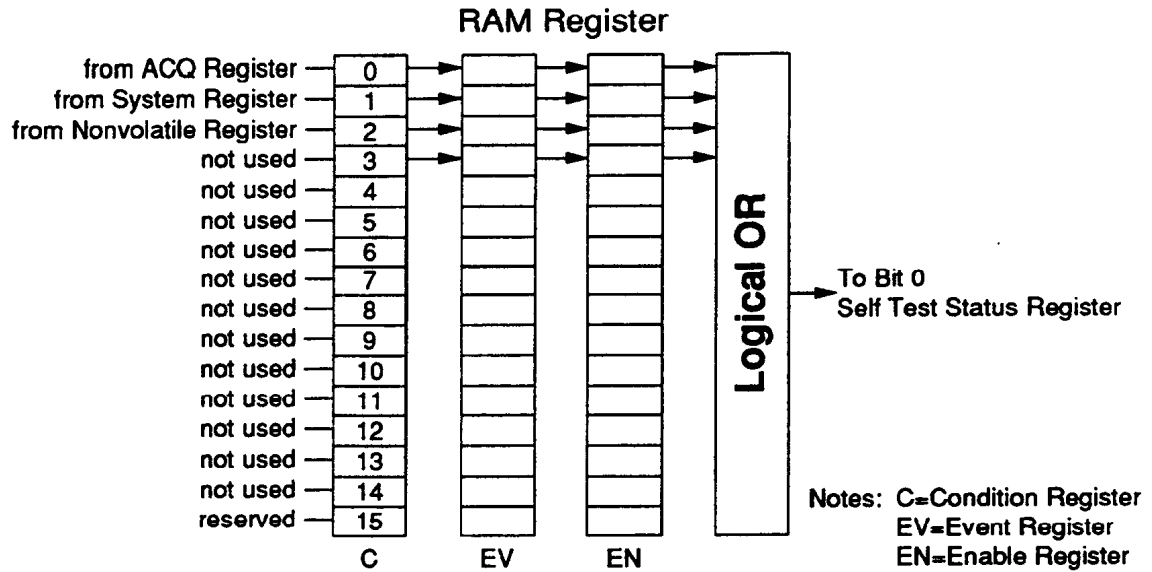 RAM Register
from ACQ Register 0
from System Register 1
from Nonvolatile Register 2
not used 3
not used 4
not used 5
not used 6
not used 7
not used 8
not used 9
not used 10
not used 11
not used 12
not used 13
not used 14
reserved 15
C EV EN
Logical OR
To Bit 0
Self Test Status Register
Notes: C=Condition Register
EV=Event Register
EN=Enable Register